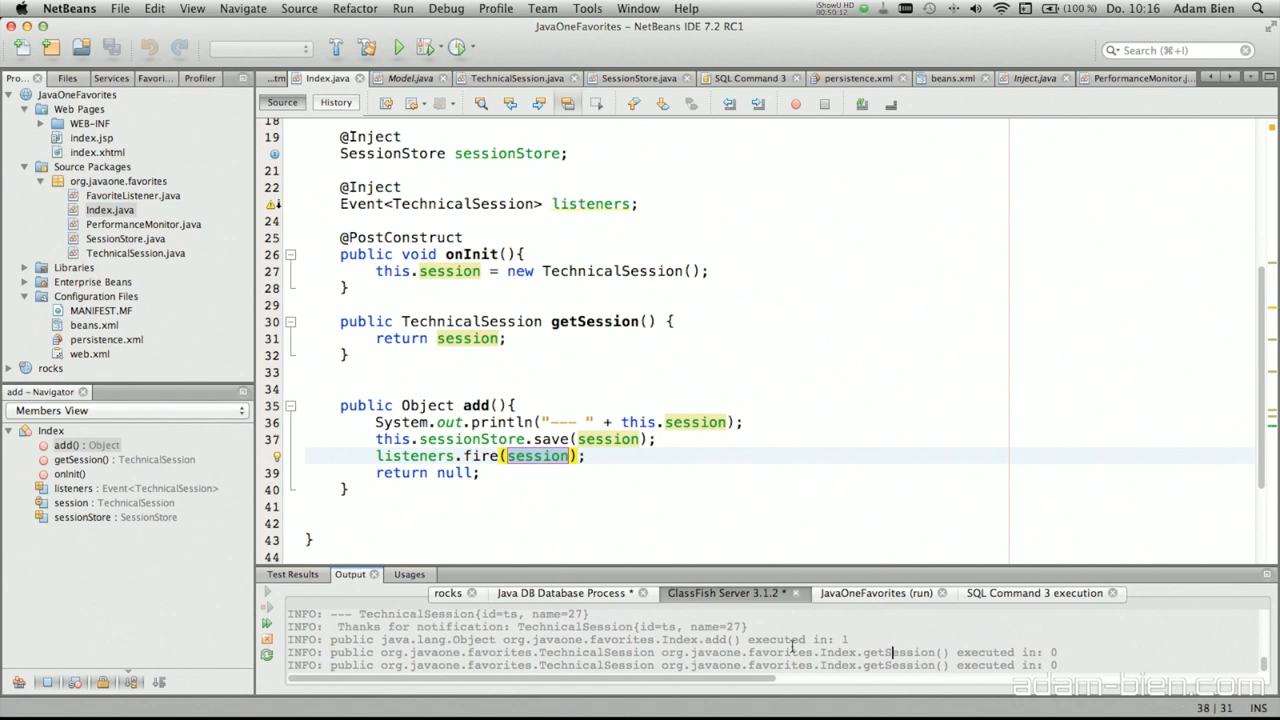 NetBeans File Edit View Navigate Source Refactor Run Debug Profile Team Tools Window Help iShowU HD 00:50:12 (100 %) Do. 10:16 Adam Bien
JavaOneFavorites - NetBeans IDE 7.2 RC1
Search (⌘+I)
Pro... Files Services Favori... Profiler ...tm Index.java Model.java TechnicalSession.java SessionStore.java SQL Command 3 persistence.xml beans.xml Inject.java PerformanceMonitor.j...
Source History
JavaOneFavorites
Web Pages
WEB-INF
index.jsp
index.xhtml
Source Packages
org.javaone.favorites
FavoriteListener.java
Index.java
PerformanceMonitor.java
SessionStore.java
TechnicalSession.java
Libraries
Enterprise Beans
Configuration Files
MANIFEST.MF
beans.xml
persistence.xml
web.xml
rocks
18
19 @Inject
SessionStore sessionStore;
21
22 @Inject
Event<TechnicalSession> listeners;
24
25 @PostConstruct
26 public void onInit(){
27 this.session = new TechnicalSession();
28 }
29
30 public TechnicalSession getSession() {
31 return session;
32 }
33
34
35 public Object add(){
36 System.out.println("--- " + this.session);
37 this.sessionStore.save(session);
listeners.fire(session);
39 return null;
40 }
41
42
43 }
44
add - Navigator
Members View
Index
add() : Object
getSession() : TechnicalSession
onInit()
listeners : Event<TechnicalSession>
session : TechnicalSession
sessionStore : SessionStore
Test Results Output Usages
rocks Java DB Database Process * GlassFish Server 3.1.2 * JavaOneFavorites (run) SQL Command 3 execution
INFO: --- TechnicalSession{id=ts, name=27}
INFO: Thanks for notification: TechnicalSession{id=ts, name=27}
INFO: public java.lang.Object org.javaone.favorites.Index.add() executed in: 1
INFO: public org.javaone.favorites.TechnicalSession org.javaone.favorites.Index.getSession() executed in: 0
INFO: public org.javaone.favorites.TechnicalSession org.javaone.favorites.Index.getSession() executed in: 0
adam-bien.com
38 | 31 INS